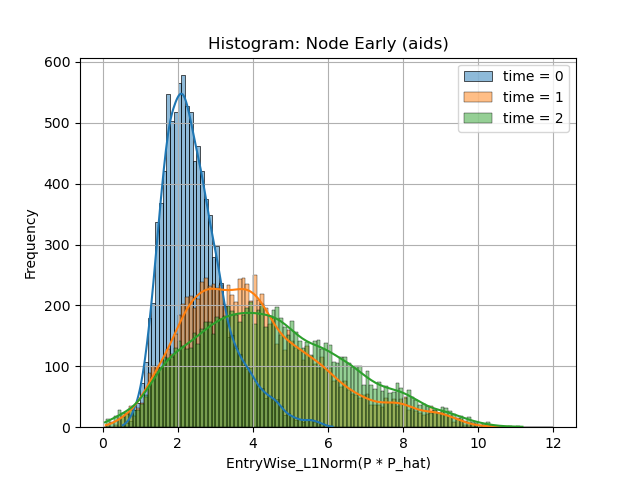 Histogram: Node Early (aids)
time = 0
time = 1
time = 2
600
500
400
300
200
100
0
Frequency
0 2 4 6 8 10 12
EntryWise_L1Norm(P * P_hat)